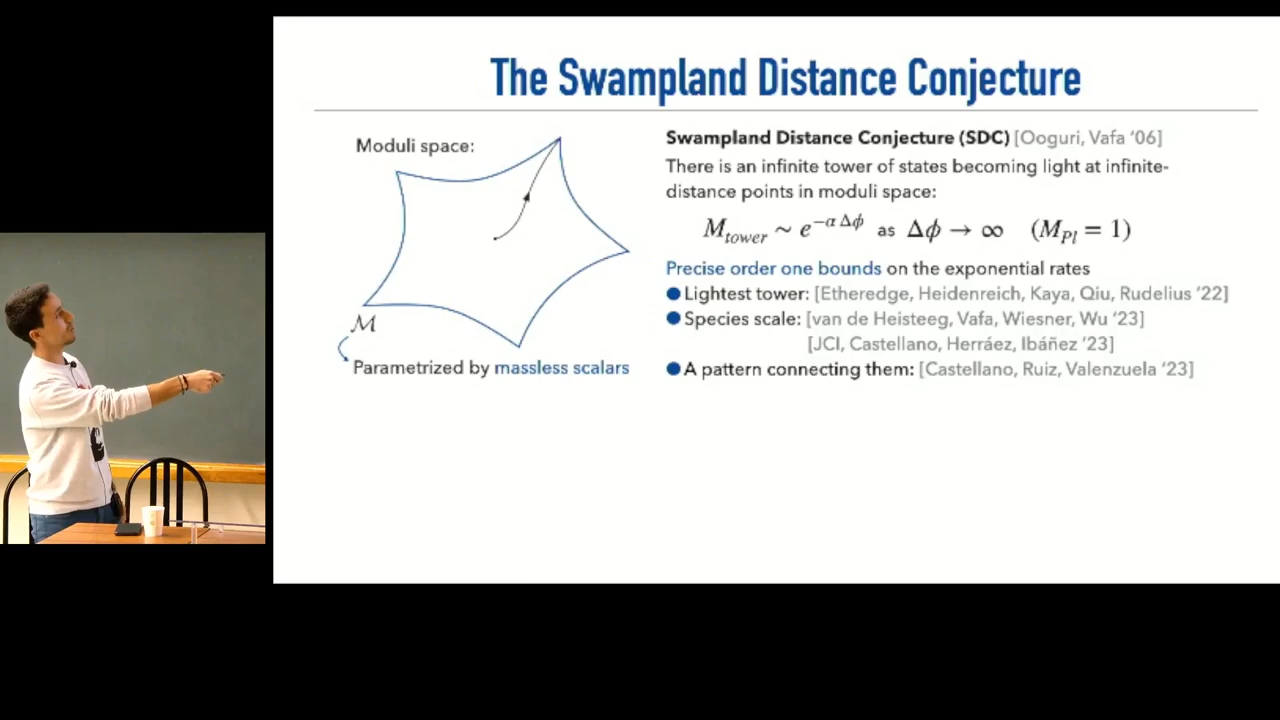 The Swampland Distance Conjecture
Moduli space:
ℳ
Parametrized by massless scalars
Swampland Distance Conjecture (SDC) [Ooguri, Vafa ‘06]
There is an infinite tower of states becoming light at infinite-
distance points in moduli space:
M_tower ~ e^{-α Δϕ} as Δϕ → ∞ (M_Pl = 1)
Precise order one bounds on the exponential rates
● Lightest tower: [Etheredge, Heidenreich, Kaya, Qiu, Rudelius ‘22]
● Species scale: [van de Heisteeg, Vafa, Wiesner, Wu ‘23]
[JCI, Castellano, Herráez, Ibáñez ‘23]
● A pattern connecting them: [Castellano, Ruiz, Valenzuela ‘23]